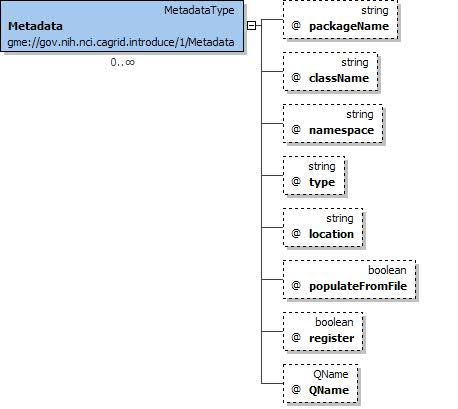 MetadataType
Metadata
gme://gov.nih.nci.cagrid.introduce/1/Metadata
0..∞
string
@ packageName
string
@ className
string
@ namespace
string
@ type
string
@ location
boolean
@ populateFromFile
boolean
@ register
QName
@ QName